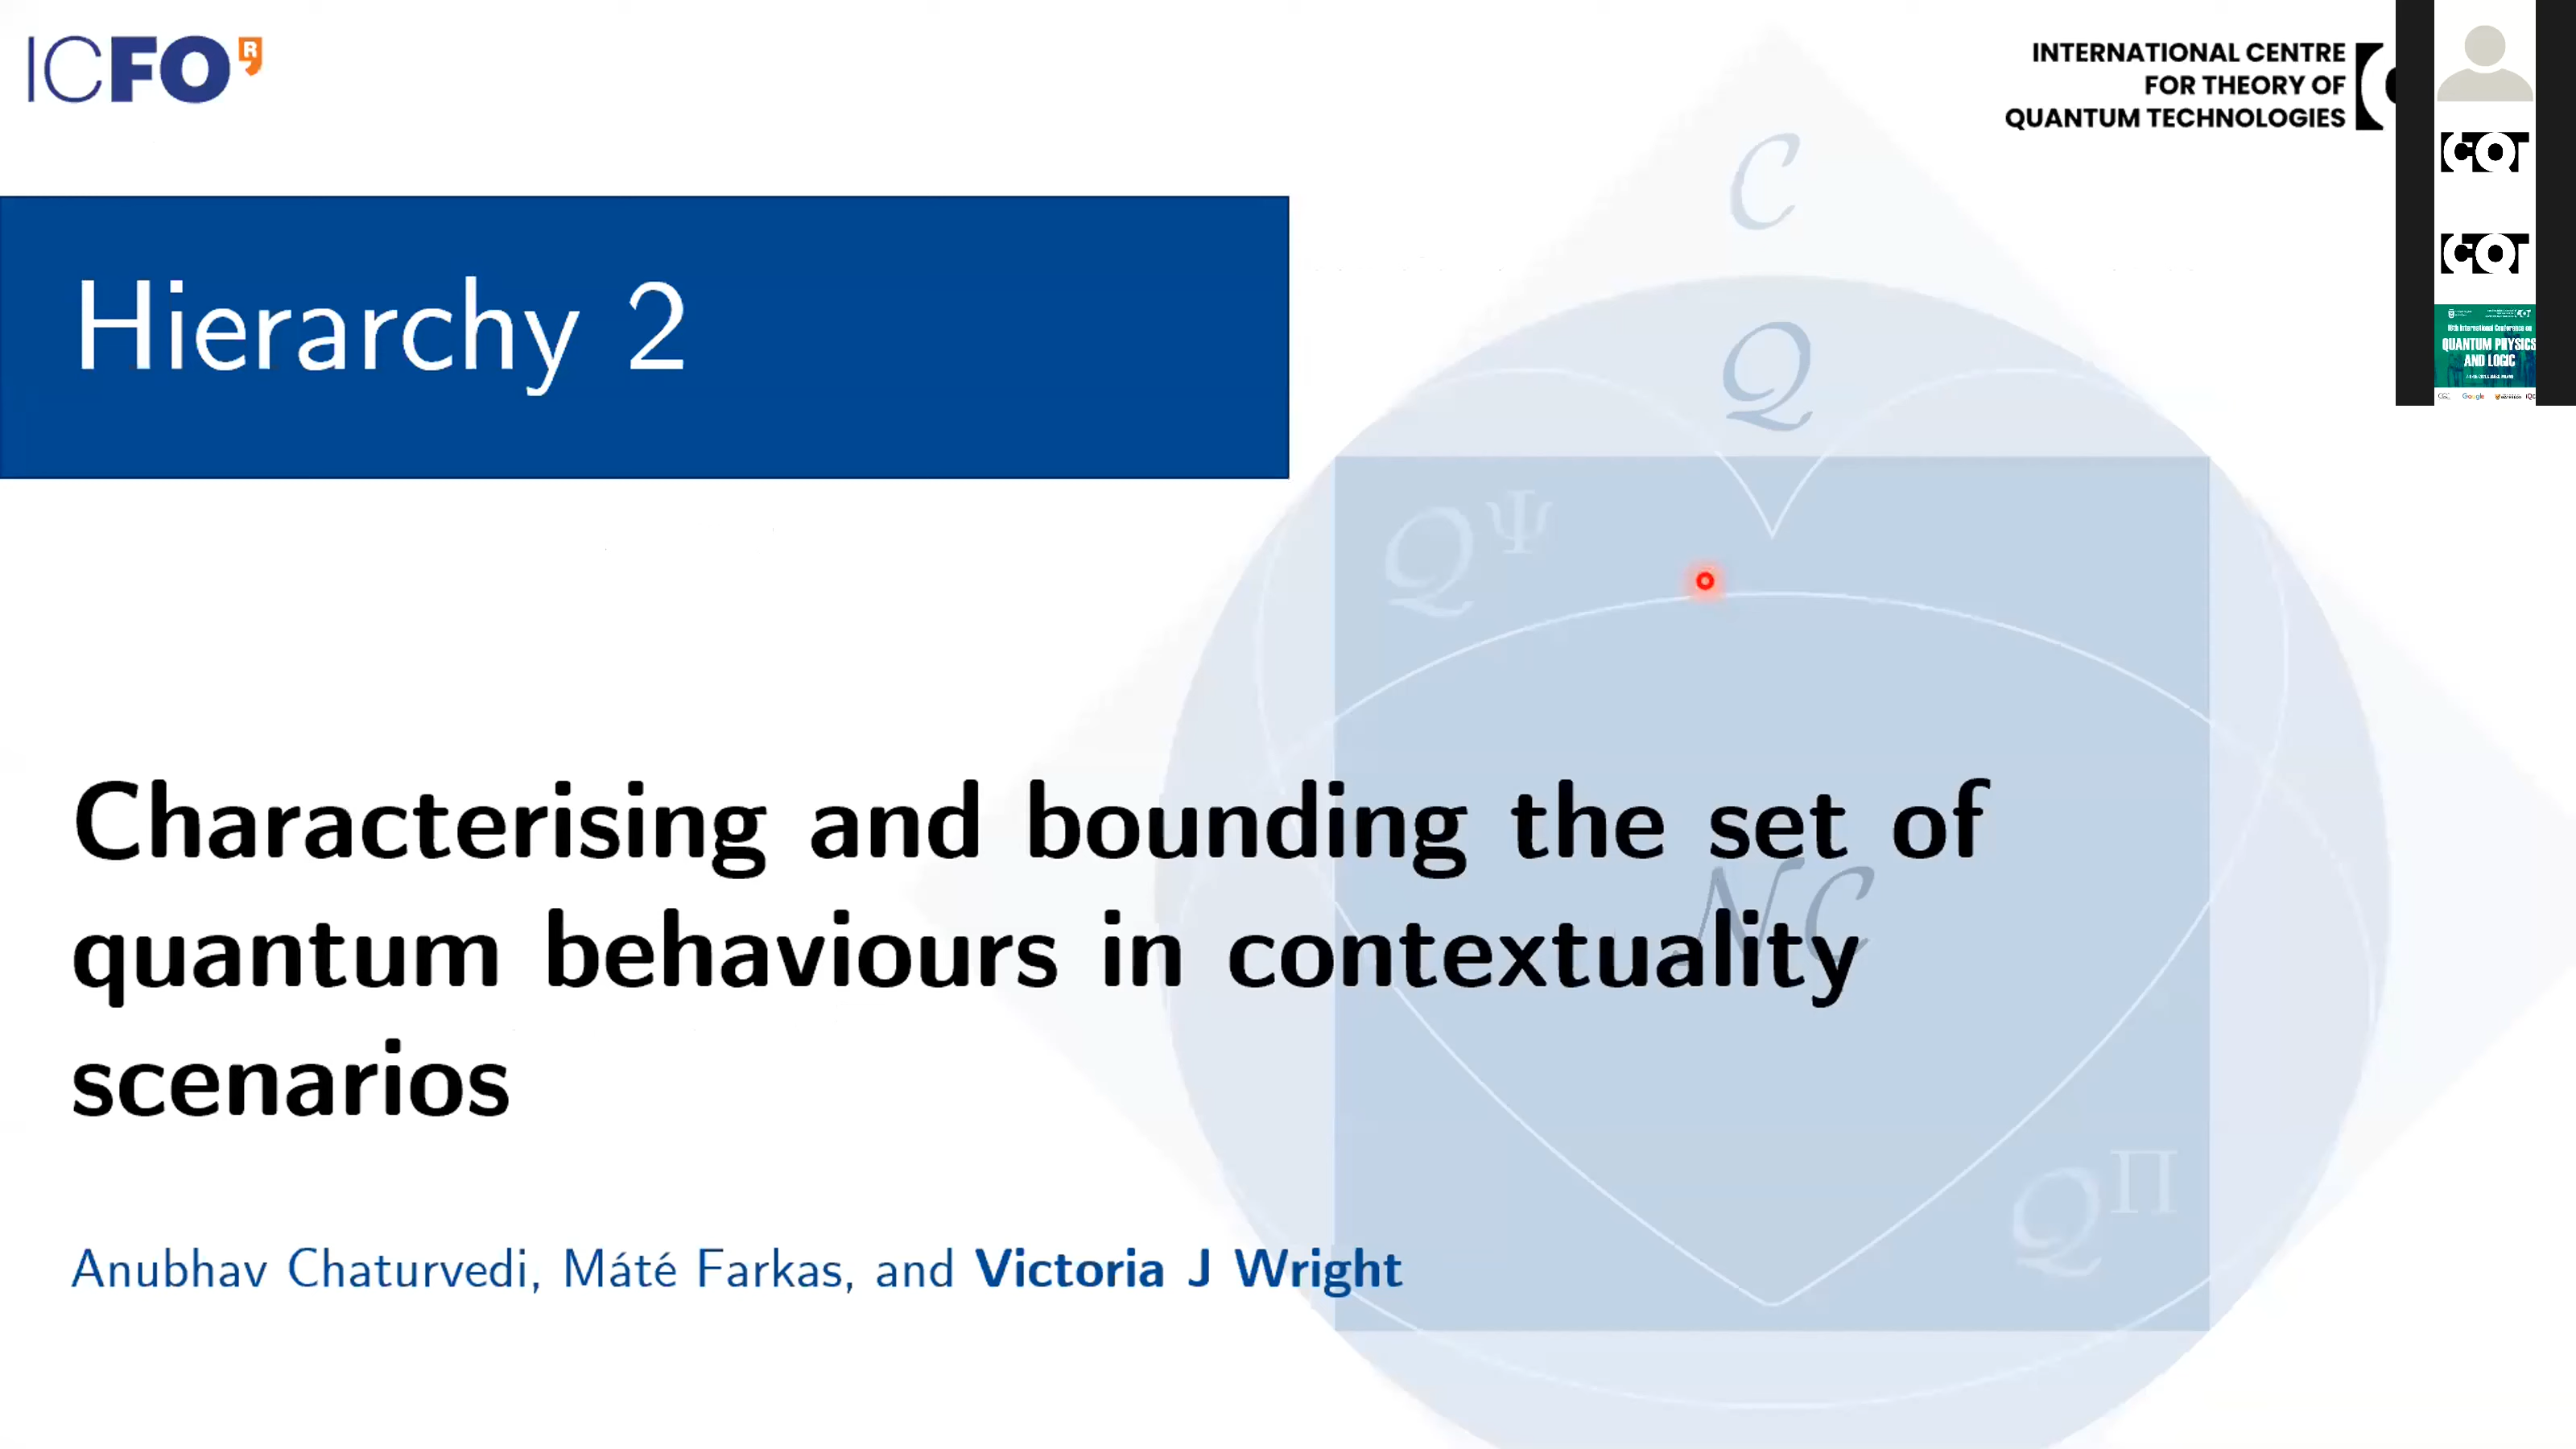 ICFO
INTERNATIONAL CENTRE
FOR THEORY OF
QUANTUM TECHNOLOGIES
Hierarchy 2
C
Q
Q^Ψ
Characterising and bounding the set of
quantum behaviours in contextuality
scenarios
NC
Q^Π
Anubhav Chaturvedi, Máté Farkas, and Victoria J Wright
QUANTUM PHYSICS
AND LOGIC
Google